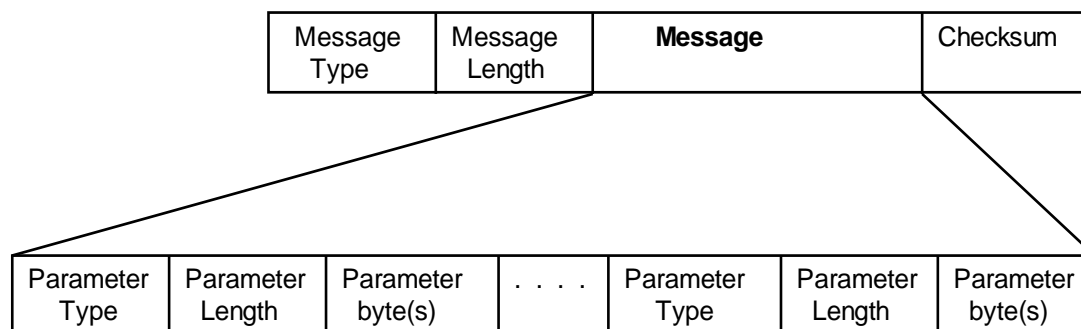 Message Type
Message Length
Message
Checksum
Parameter Type
Parameter Length
Parameter byte(s)
. . . .
Parameter Type
Parameter Length
Parameter byte(s)